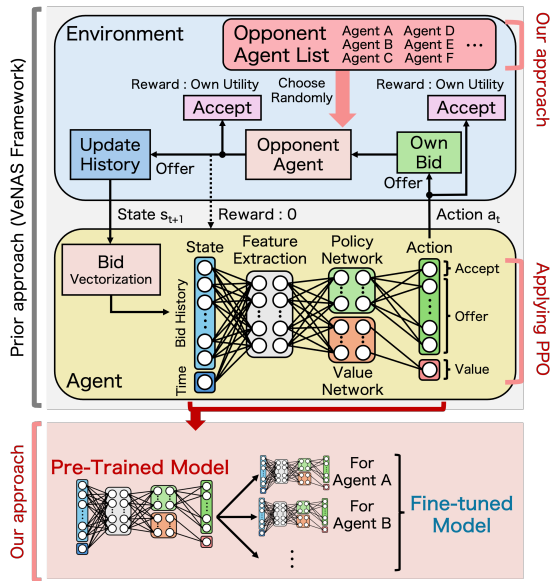 Environment
Opponent
Agent List
Agent A Agent D
Agent B Agent E
Agent C Agent F
...
Our approach
Prior approach (VeNAS Framework)
Reward : Own Utility
Accept
Choose
Randomly
Reward : Own Utility
Accept
Update
History
Offer
Opponent
Agent
Own
Bid
Offer
State st+1
Reward : 0
Action at
Bid
Vectorization
State
Feature
Extraction
Policy
Network
Action
Bid History
Time
Accept
Offer
Value
Value
Network
Agent
Applying PPO
Our approach
Pre-Trained Model
For
Agent A
For
Agent B
Fine-tuned
Model